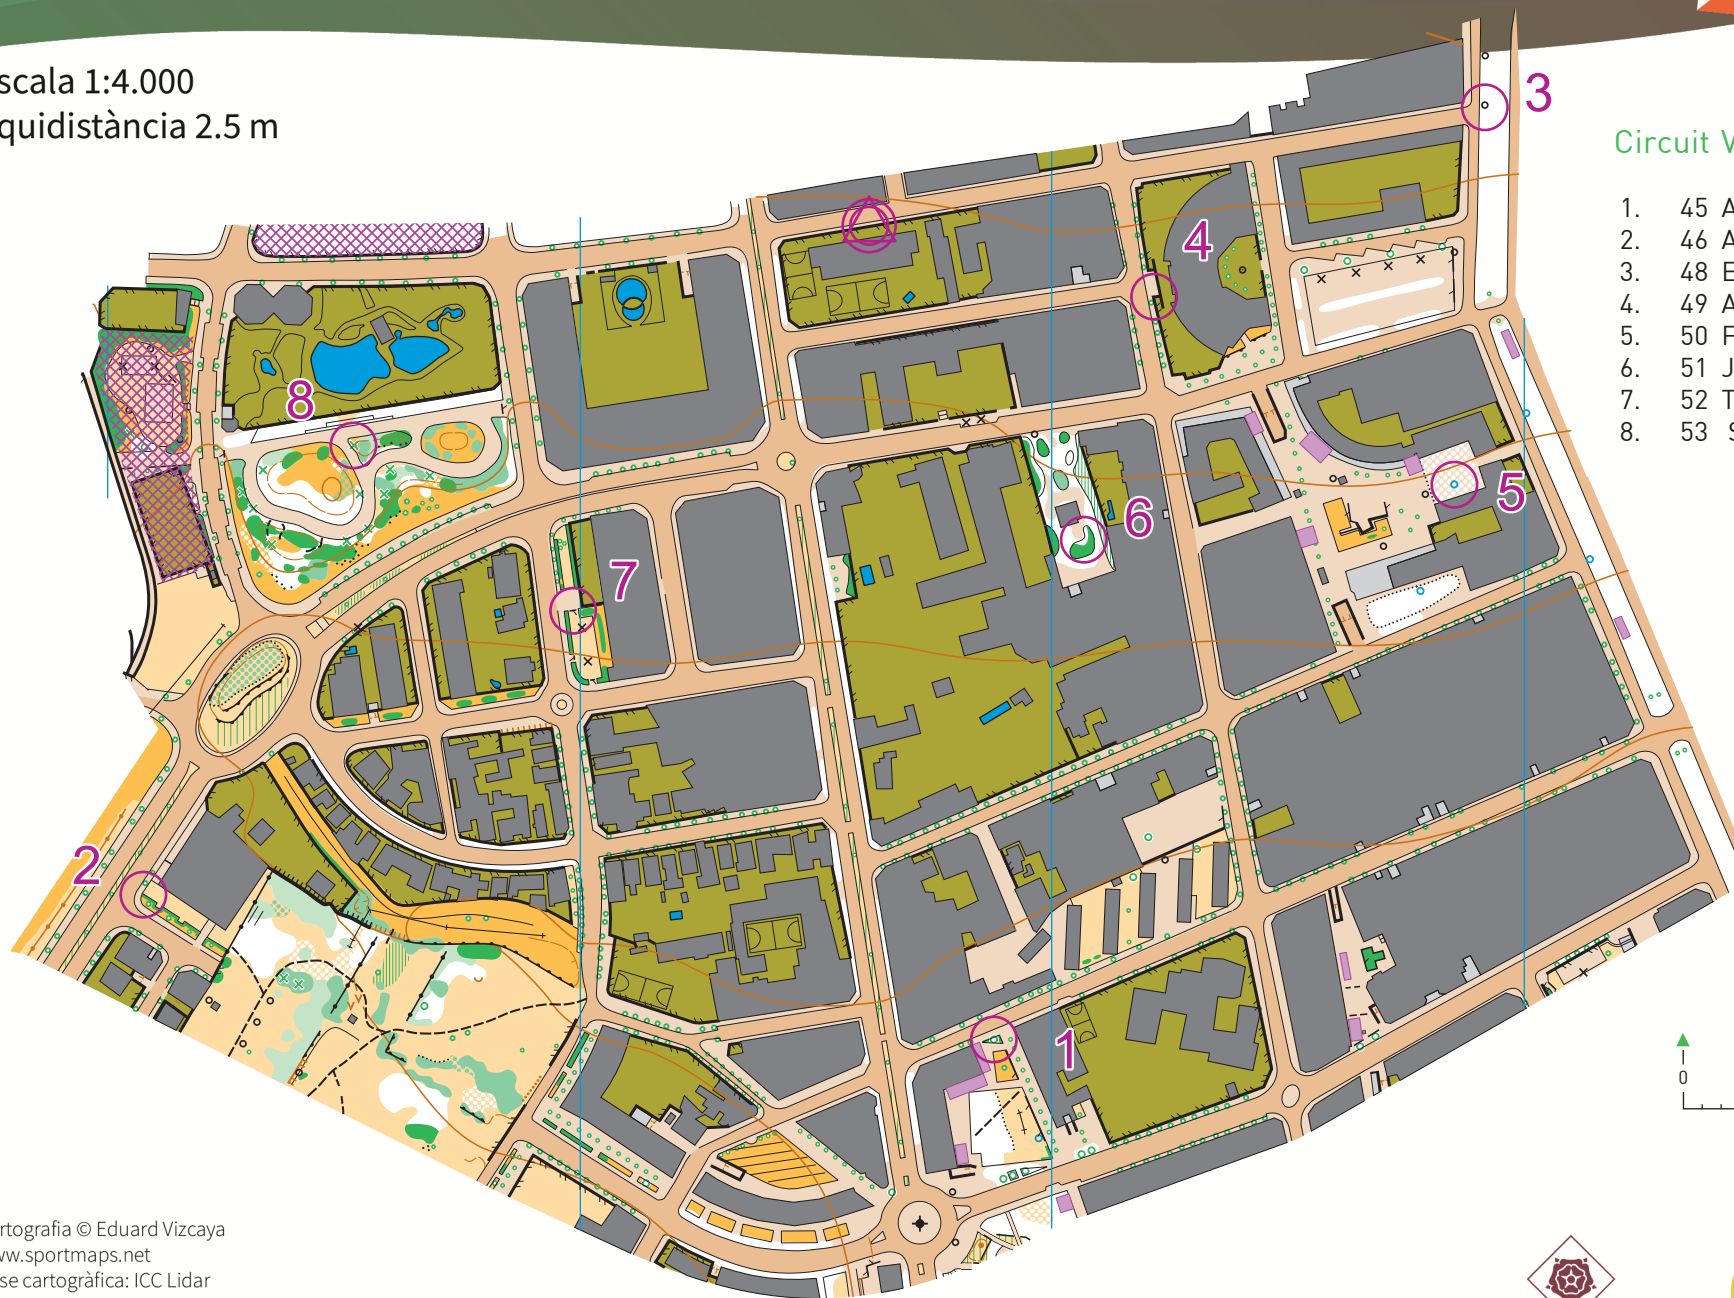 scala 1:4.000
quidistància 2.5 m
3
Circuit V
1. 45 A
2. 46 A
3. 48 E
4. 49 A
5. 50 F
6. 51 J
7. 52 T
8. 53 S
4
8
5
6
7
2
1
0
rtografia © Eduard Vizcaya
ww.sportmaps.net
se cartogràfica: ICC Lidar